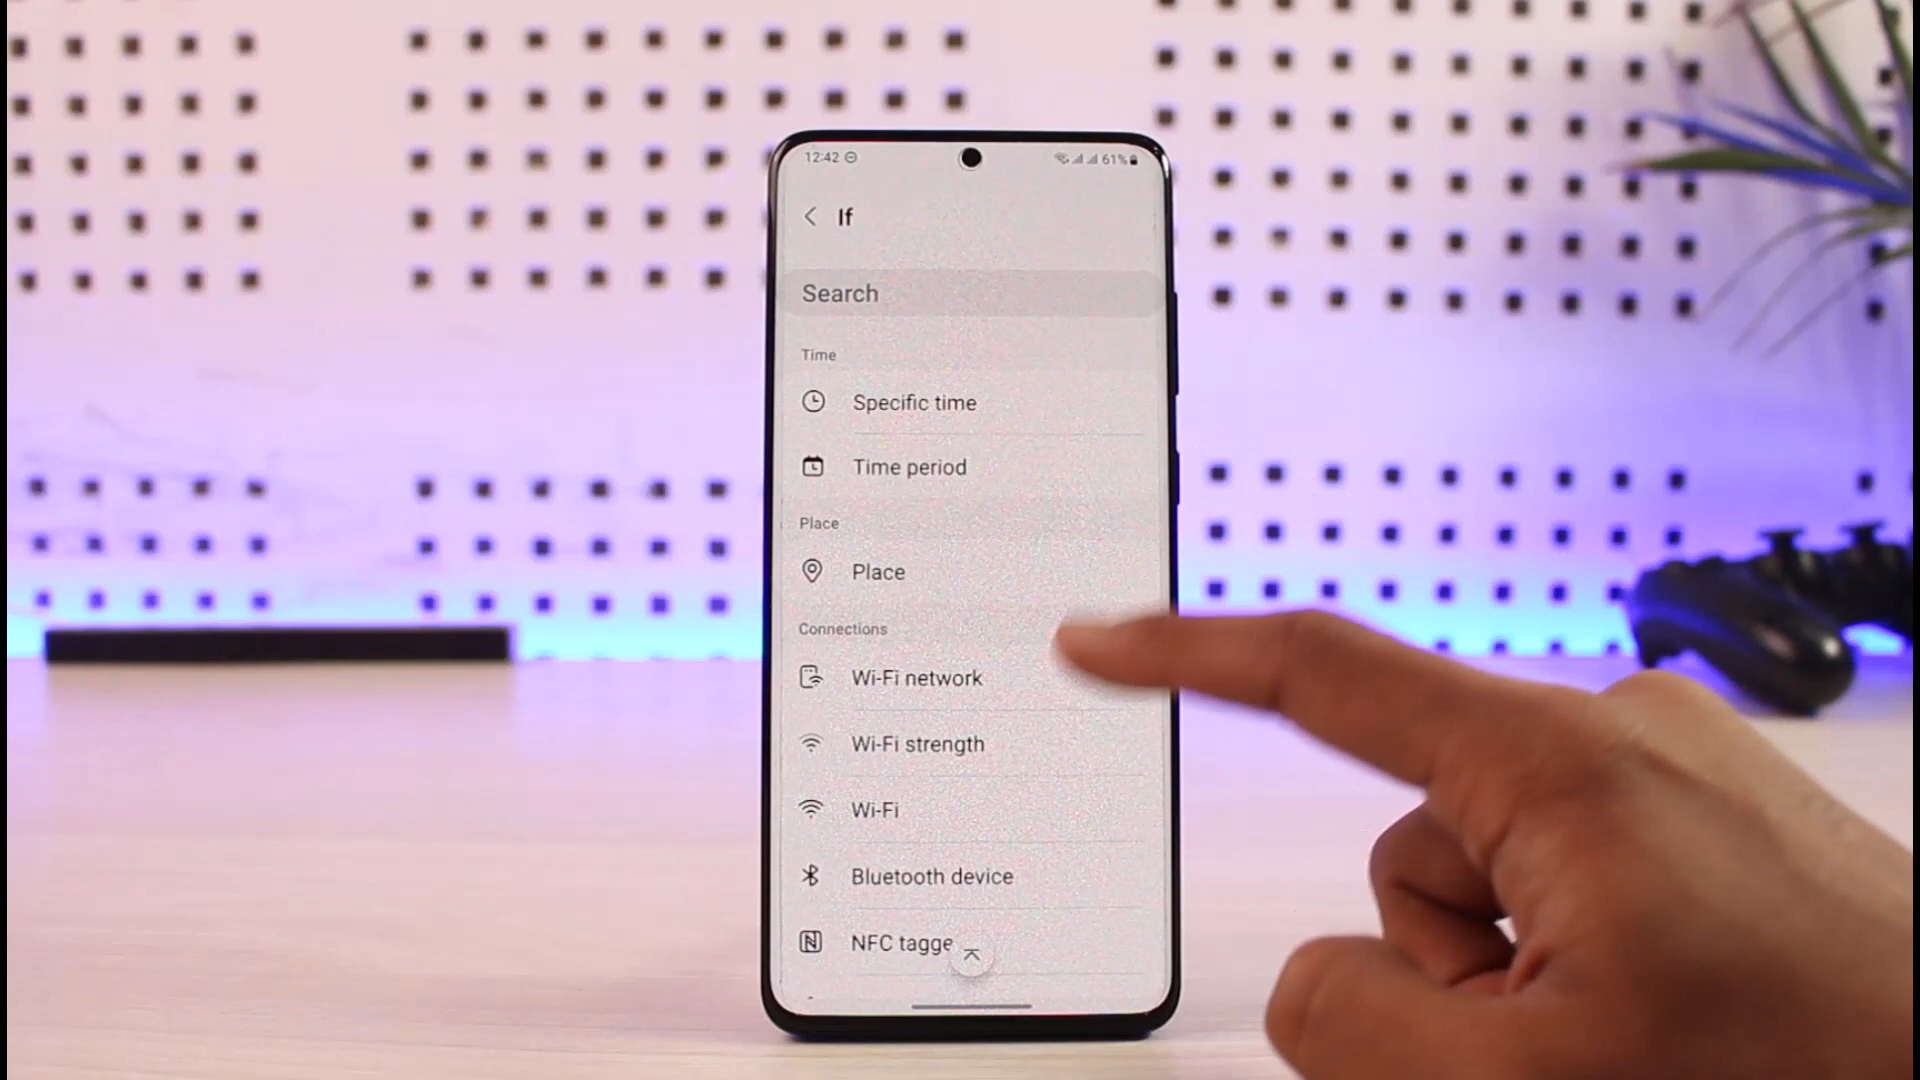 12:42
61%
If
Search
Time
Specific time
Time period
Place
Place
Connections
Wi-Fi network
Wi-Fi strength
Wi-Fi
Bluetooth device
NFC tagge